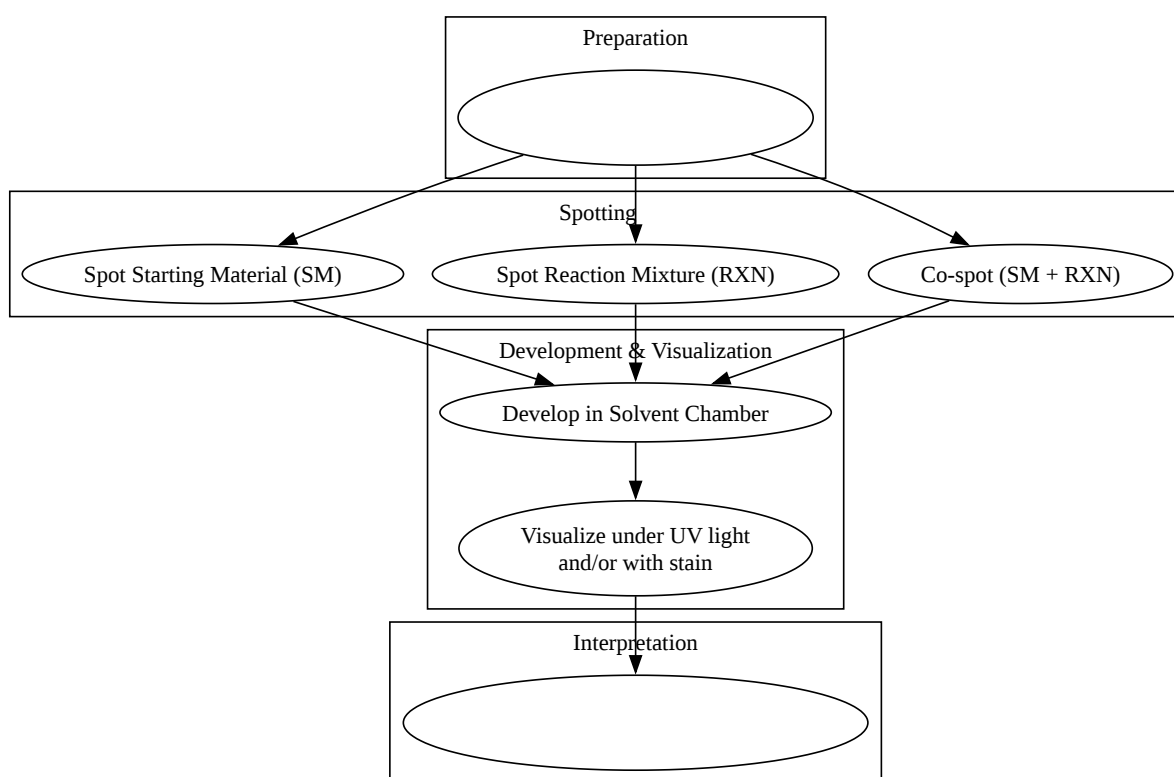 Preparation
Spotting
Spot Starting Material (SM)
Spot Reaction Mixture (RXN)
Co-spot (SM + RXN)
Development & Visualization
Develop in Solvent Chamber
Visualize under UV light
and/or with stain
Interpretation